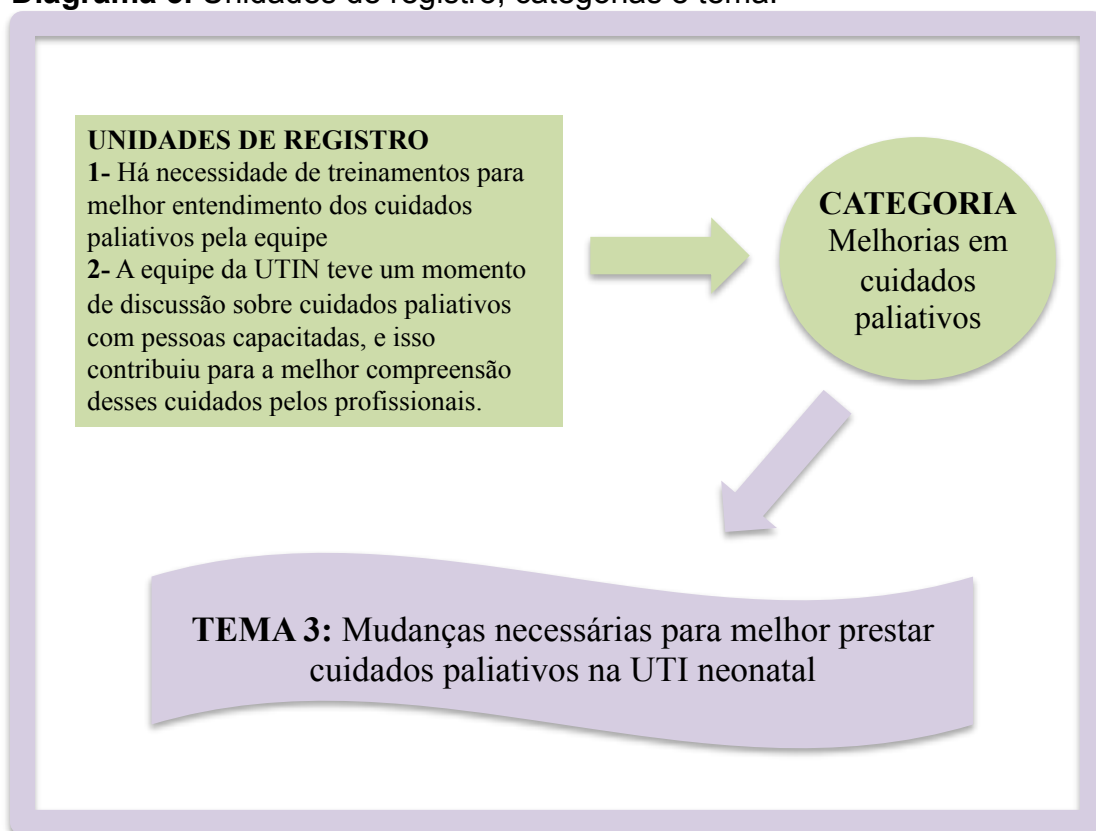 Unidades de registro, categorias e tema.
UNIDADES DE REGISTRO
1- Há necessidade de treinamentos para
melhor entendimento dos cuidados
paliativos pela equipe
2- A equipe da UTIN teve um momento
de discussão sobre cuidados paliativos
com pessoas capacitadas, e isso
contribuiu para a melhor compreensão
desses cuidados pelos profissionais.
CATEGORIA
Melhorias em
cuidados
paliativos
TEMA 3: Mudanças necessárias para melhor prestar
cuidados paliativos na UTI neonatal